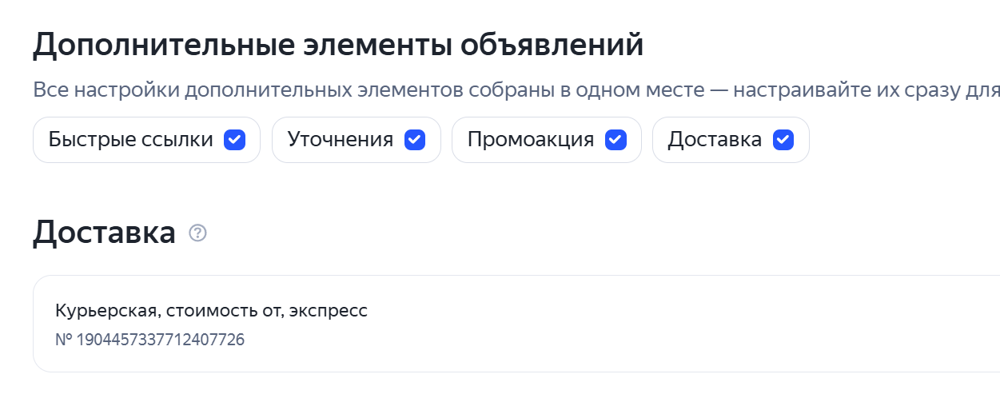 Дополнительные элементы объявлений
Все настройки дополнительных элементов собраны в одном месте — настраивайте их сразу для
Быстрые ссылки
Уточнения
Промоакция
Доставка
Доставка
Курьерская, стоимость от, экспресс
№ 1904457337712407726